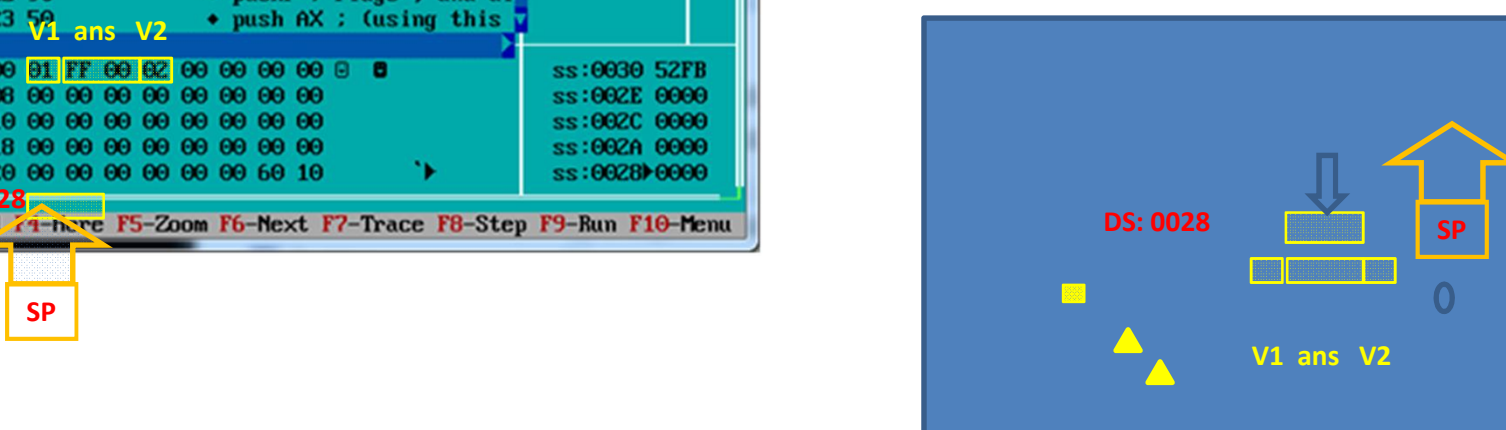 push AX ; (using this
V1 ans V2
01 FF 00 02 00 00 00 00
ss:0030 52FB
00 00 00 00 00 00 00 00
ss:002E 0000
00 00 00 00 00 00 00 00
ss:002C 0000
00 00 00 00 00 00 00 00
ss:002A 0000
00 00 00 00 00 00 60 10
ss:0028 0000
28
F5-Zoom F6-Next F7-Trace F8-Step F9-Run F10-Menu
SP
DS: 0028
SP
V1 ans V2